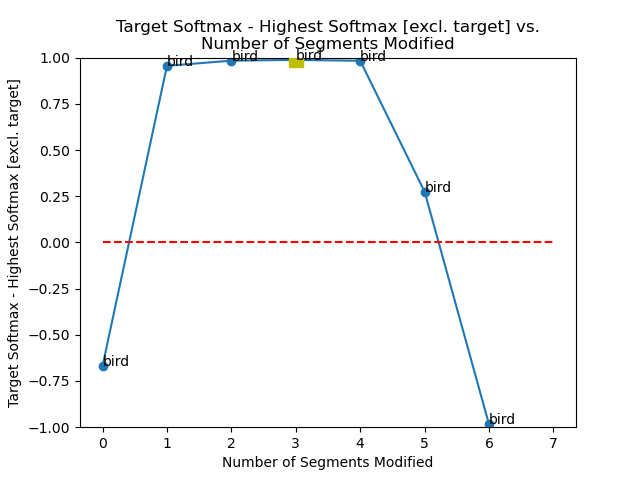 Target Softmax - Highest Softmax [excl. target] vs.
Number of Segments Modified
Target Softmax - Highest Softmax [excl. target]
1.00
0.75
0.50
0.25
0.00
−0.25
−0.50
−0.75
−1.00
bird
bird
bird
bird
bird
bird
bird
0 1 2 3 4 5 6 7
Number of Segments Modified